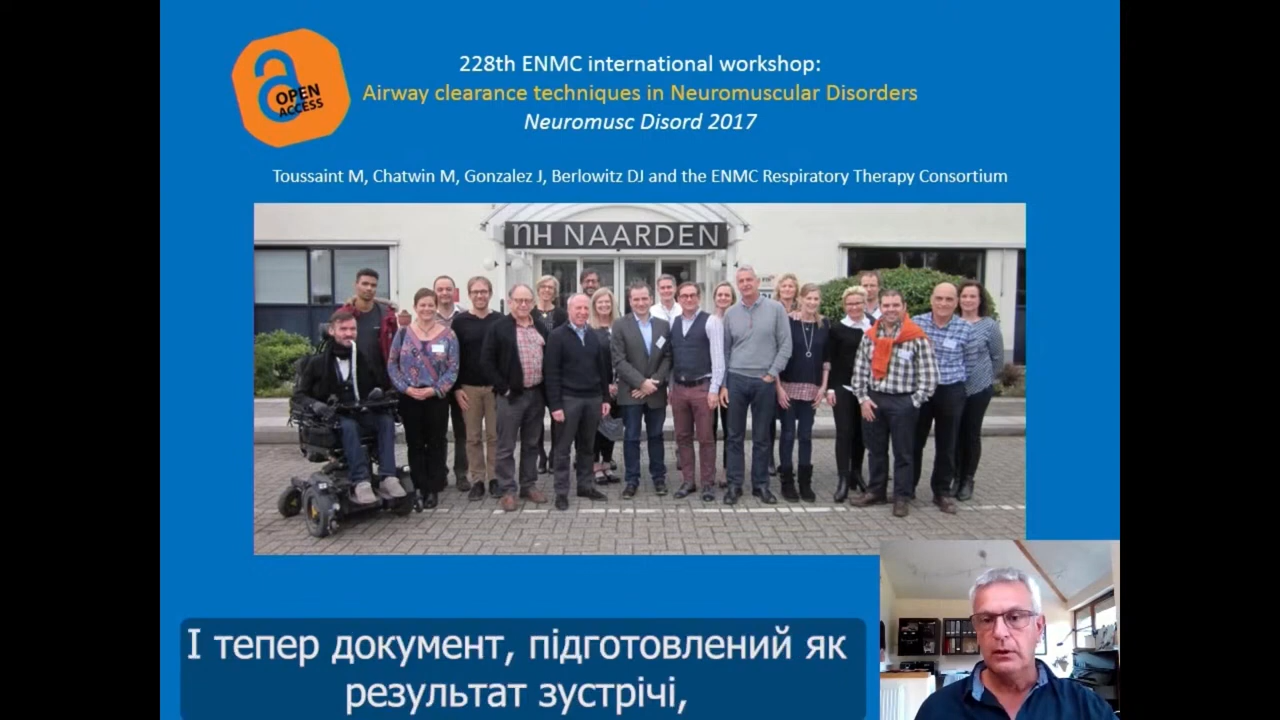 OPEN
ACCESS
228th ENMC international workshop:
Airway clearance techniques in Neuromuscular Disorders
Neuromusc Disord 2017
Toussaint M, Chatwin M, Gonzalez J, Berlowitz DJ and the ENMC Respiratory Therapy Consortium
nH NAARDEN
І тепер документ, підготовлений як
результат зустрічі,